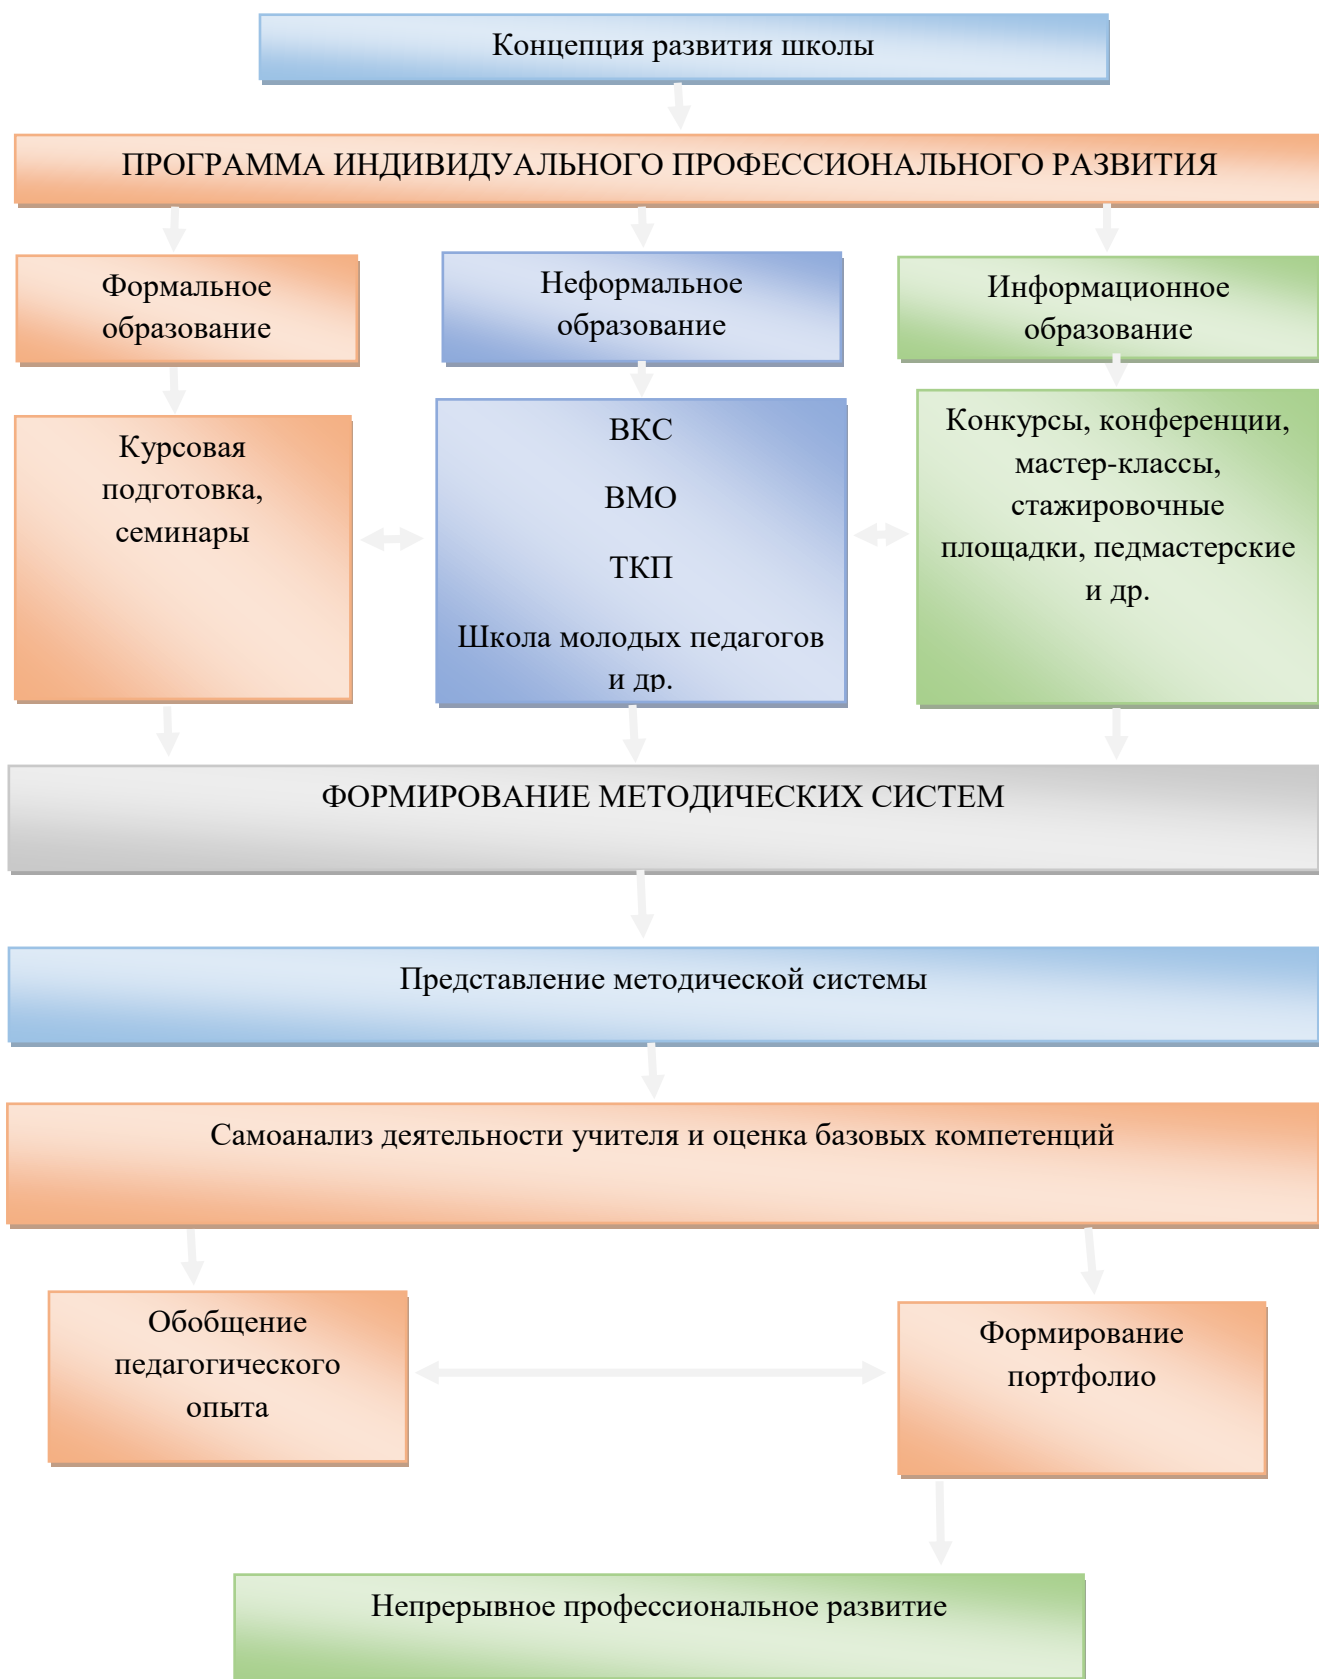 Концепция развития школы
ПРОГРАММА ИНДИВИДУАЛЬНОГО ПРОФЕССИОНАЛЬНОГО РАЗВИТИЯ
Формальное
образование
Неформальное
образование
Информационное
образование
Курсовая
подготовка,
семинары
ВКС
ВМО
ТКП
Школа молодых педагогов
и др.
Конкурсы, конференции,
мастер-классы,
стажировочные
площадки, педмастерские
и др.
ФОРМИРОВАНИЕ МЕТОДИЧЕСКИХ СИСТЕМ
Представление методической системы
Самоанализ деятельности учителя и оценка базовых компетенций
Обобщение
педагогического
опыта
Формирование
портфолио
Непрерывное профессиональное развитие